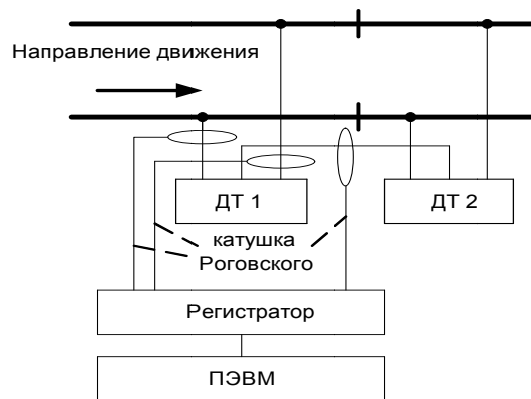 Направление движения
ДТ 1
ДТ 2
катушка
Роговского
Регистратор
ПЭВМ